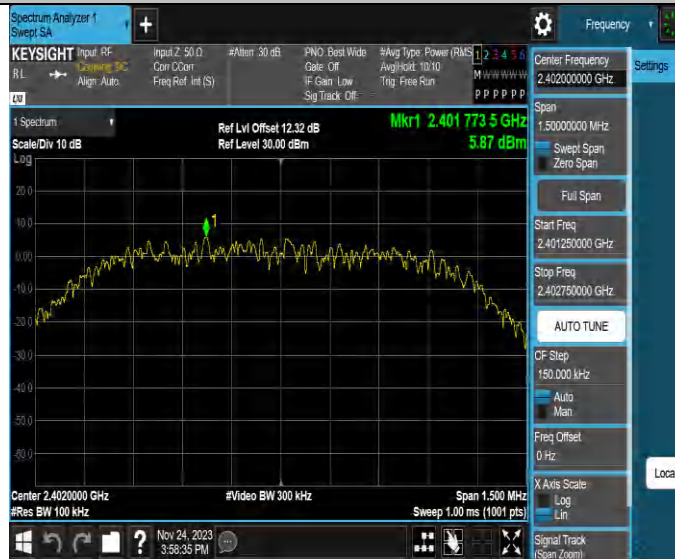 Spectrum Analyzer 1
Swept SA
+
Frequency
KEYSIGHT Input: RF
RL
Coupling: DC
Align: Auto
Input Z: 50 Ω
Corr CCorr
Freq Ref: Int (S)
#Atten: 30 dB
PNO: Best Wide
Gate: Off
IF Gain: Low
Sig Track: Off
#Avg Type: Power (RMS
Avg|Hold: 10/10
Trig: Free Run
1 2 3 4 5 6
M W W W W W
P P P P P P
LXI
1 Spectrum
Scale/Div 10 dB
Ref Lvl Offset 12.32 dB
Ref Level 30.00 dBm
Mkr1 2.401 773 5 GHz
5.87 dBm
Log
20.0
10.0
0.00
-10.0
-20.0
-30.0
-40.0
-50.0
-60.0
1
Center 2.4020000 GHz
#Res BW 100 kHz
#Video BW 300 kHz
Span 1.500 MHz
Sweep 1.00 ms (1001 pts)
?
Nov 24, 2023
3:58:35 PM
Center Frequency
2.402000000 GHz
Settings
Span
1.50000000 MHz
Swept Span
Zero Span
Full Span
Start Freq
2.401250000 GHz
Stop Freq
2.402750000 GHz
AUTO TUNE
CF Step
150.000 kHz
Auto
Man
Freq Offset
0 Hz
X Axis Scale
Log
Lin
Loca
Signal Track
(Span Zoom)